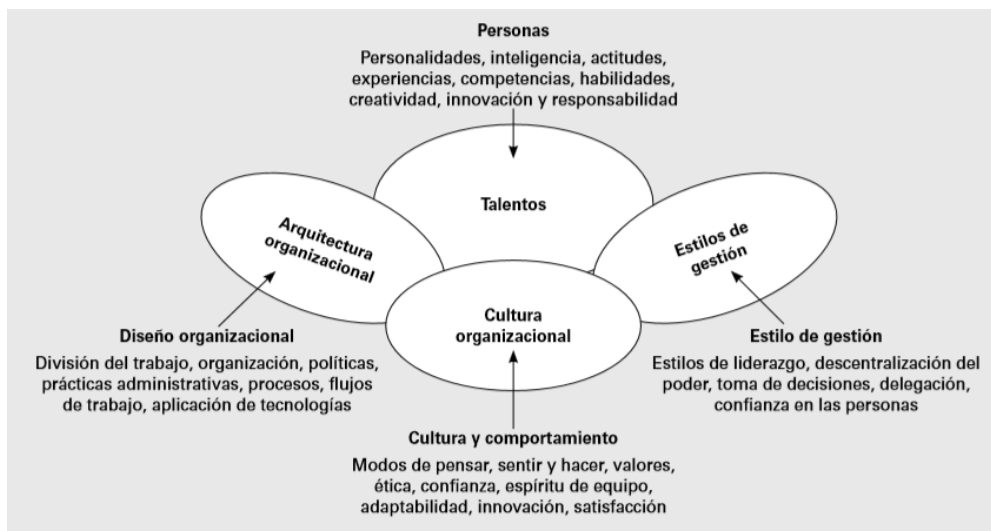 Personas
Personalidades, inteligencia, actitudes,
experiencias, competencias, habilidades,
creatividad, innovación y responsabilidad
Talentos
Arquitectura
organizacional
Estilos de
gestión
Cultura
organizacional
Diseño organizacional
División del trabajo, organización, políticas,
prácticas administrativas, procesos, flujos
de trabajo, aplicación de tecnologías
Estilo de gestión
Estilos de liderazgo, descentralización del
poder, toma de decisiones, delegación,
confianza en las personas
Cultura y comportamiento
Modos de pensar, sentir y hacer, valores,
ética, confianza, espíritu de equipo,
adaptabilidad, innovación, satisfacción